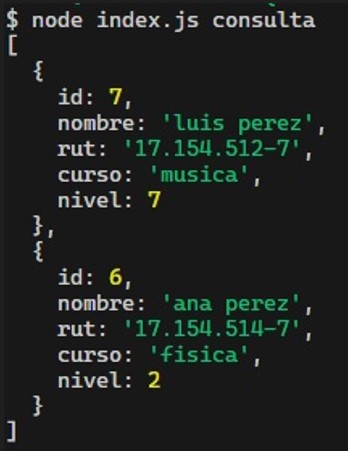 $ node index.js consulta
[
  {
    id: 7,
    nombre: 'luis perez',
    rut: '17.154.512-7',
    curso: 'musica',
    nivel: 7
  },
  {
    id: 6,
    nombre: 'ana perez',
    rut: '17.154.514-7',
    curso: 'fisica',
    nivel: 2
  }
]